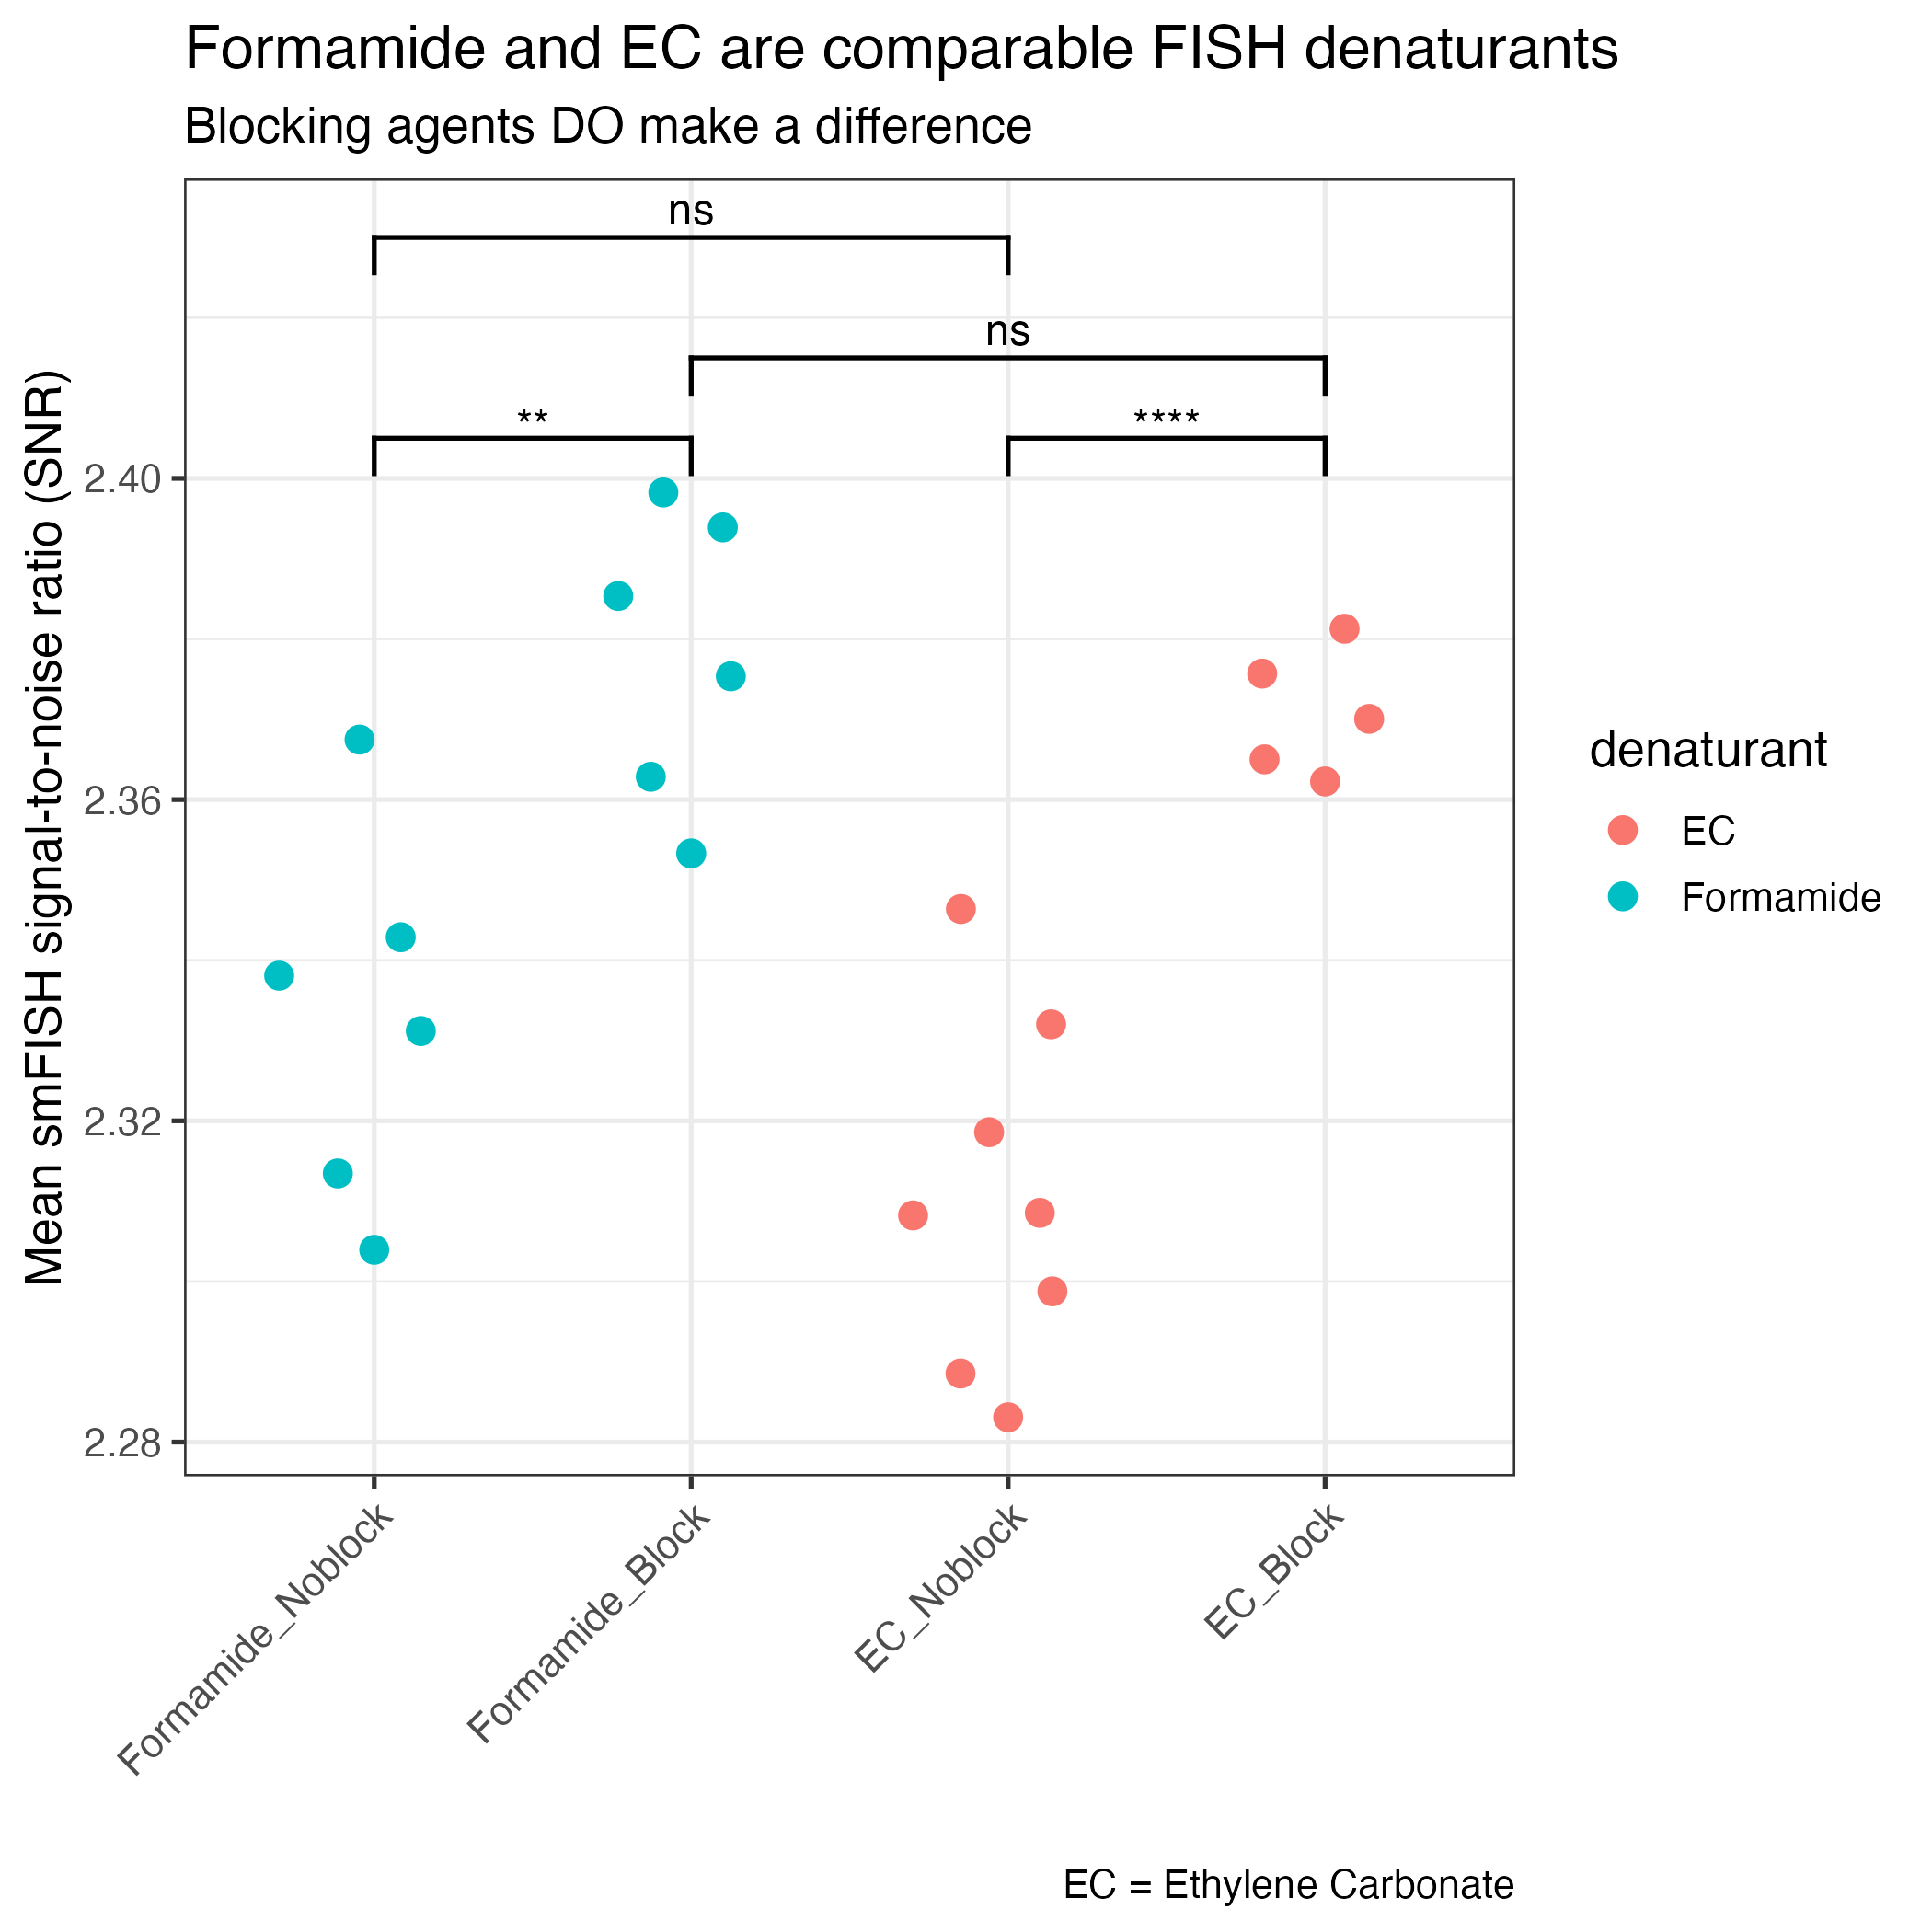 Formamide and EC are comparable FISH denaturants
Blocking agents DO make a difference
Mean smFISH signal-to-noise ratio (SNR)
ns
ns
**
****
2.40
2.36
2.32
2.28
Formamide_Noblock
Formamide_Block
EC_Noblock
EC_Block
denaturant
EC
Formamide
EC = Ethylene Carbonate